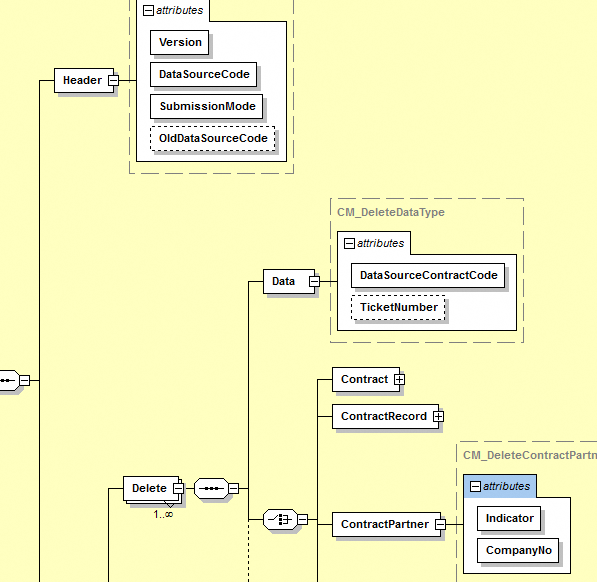 attributes
Version
DataSourceCode
Header
SubmissionMode
OldDataSourceCode
CM_DeleteDataType
attributes
Data
DataSourceContractCode
TicketNumber
Contract
ContractRecord
CM_DeleteContractPartn
Delete
1..∞
attributes
ContractPartner
Indicator
CompanyNo